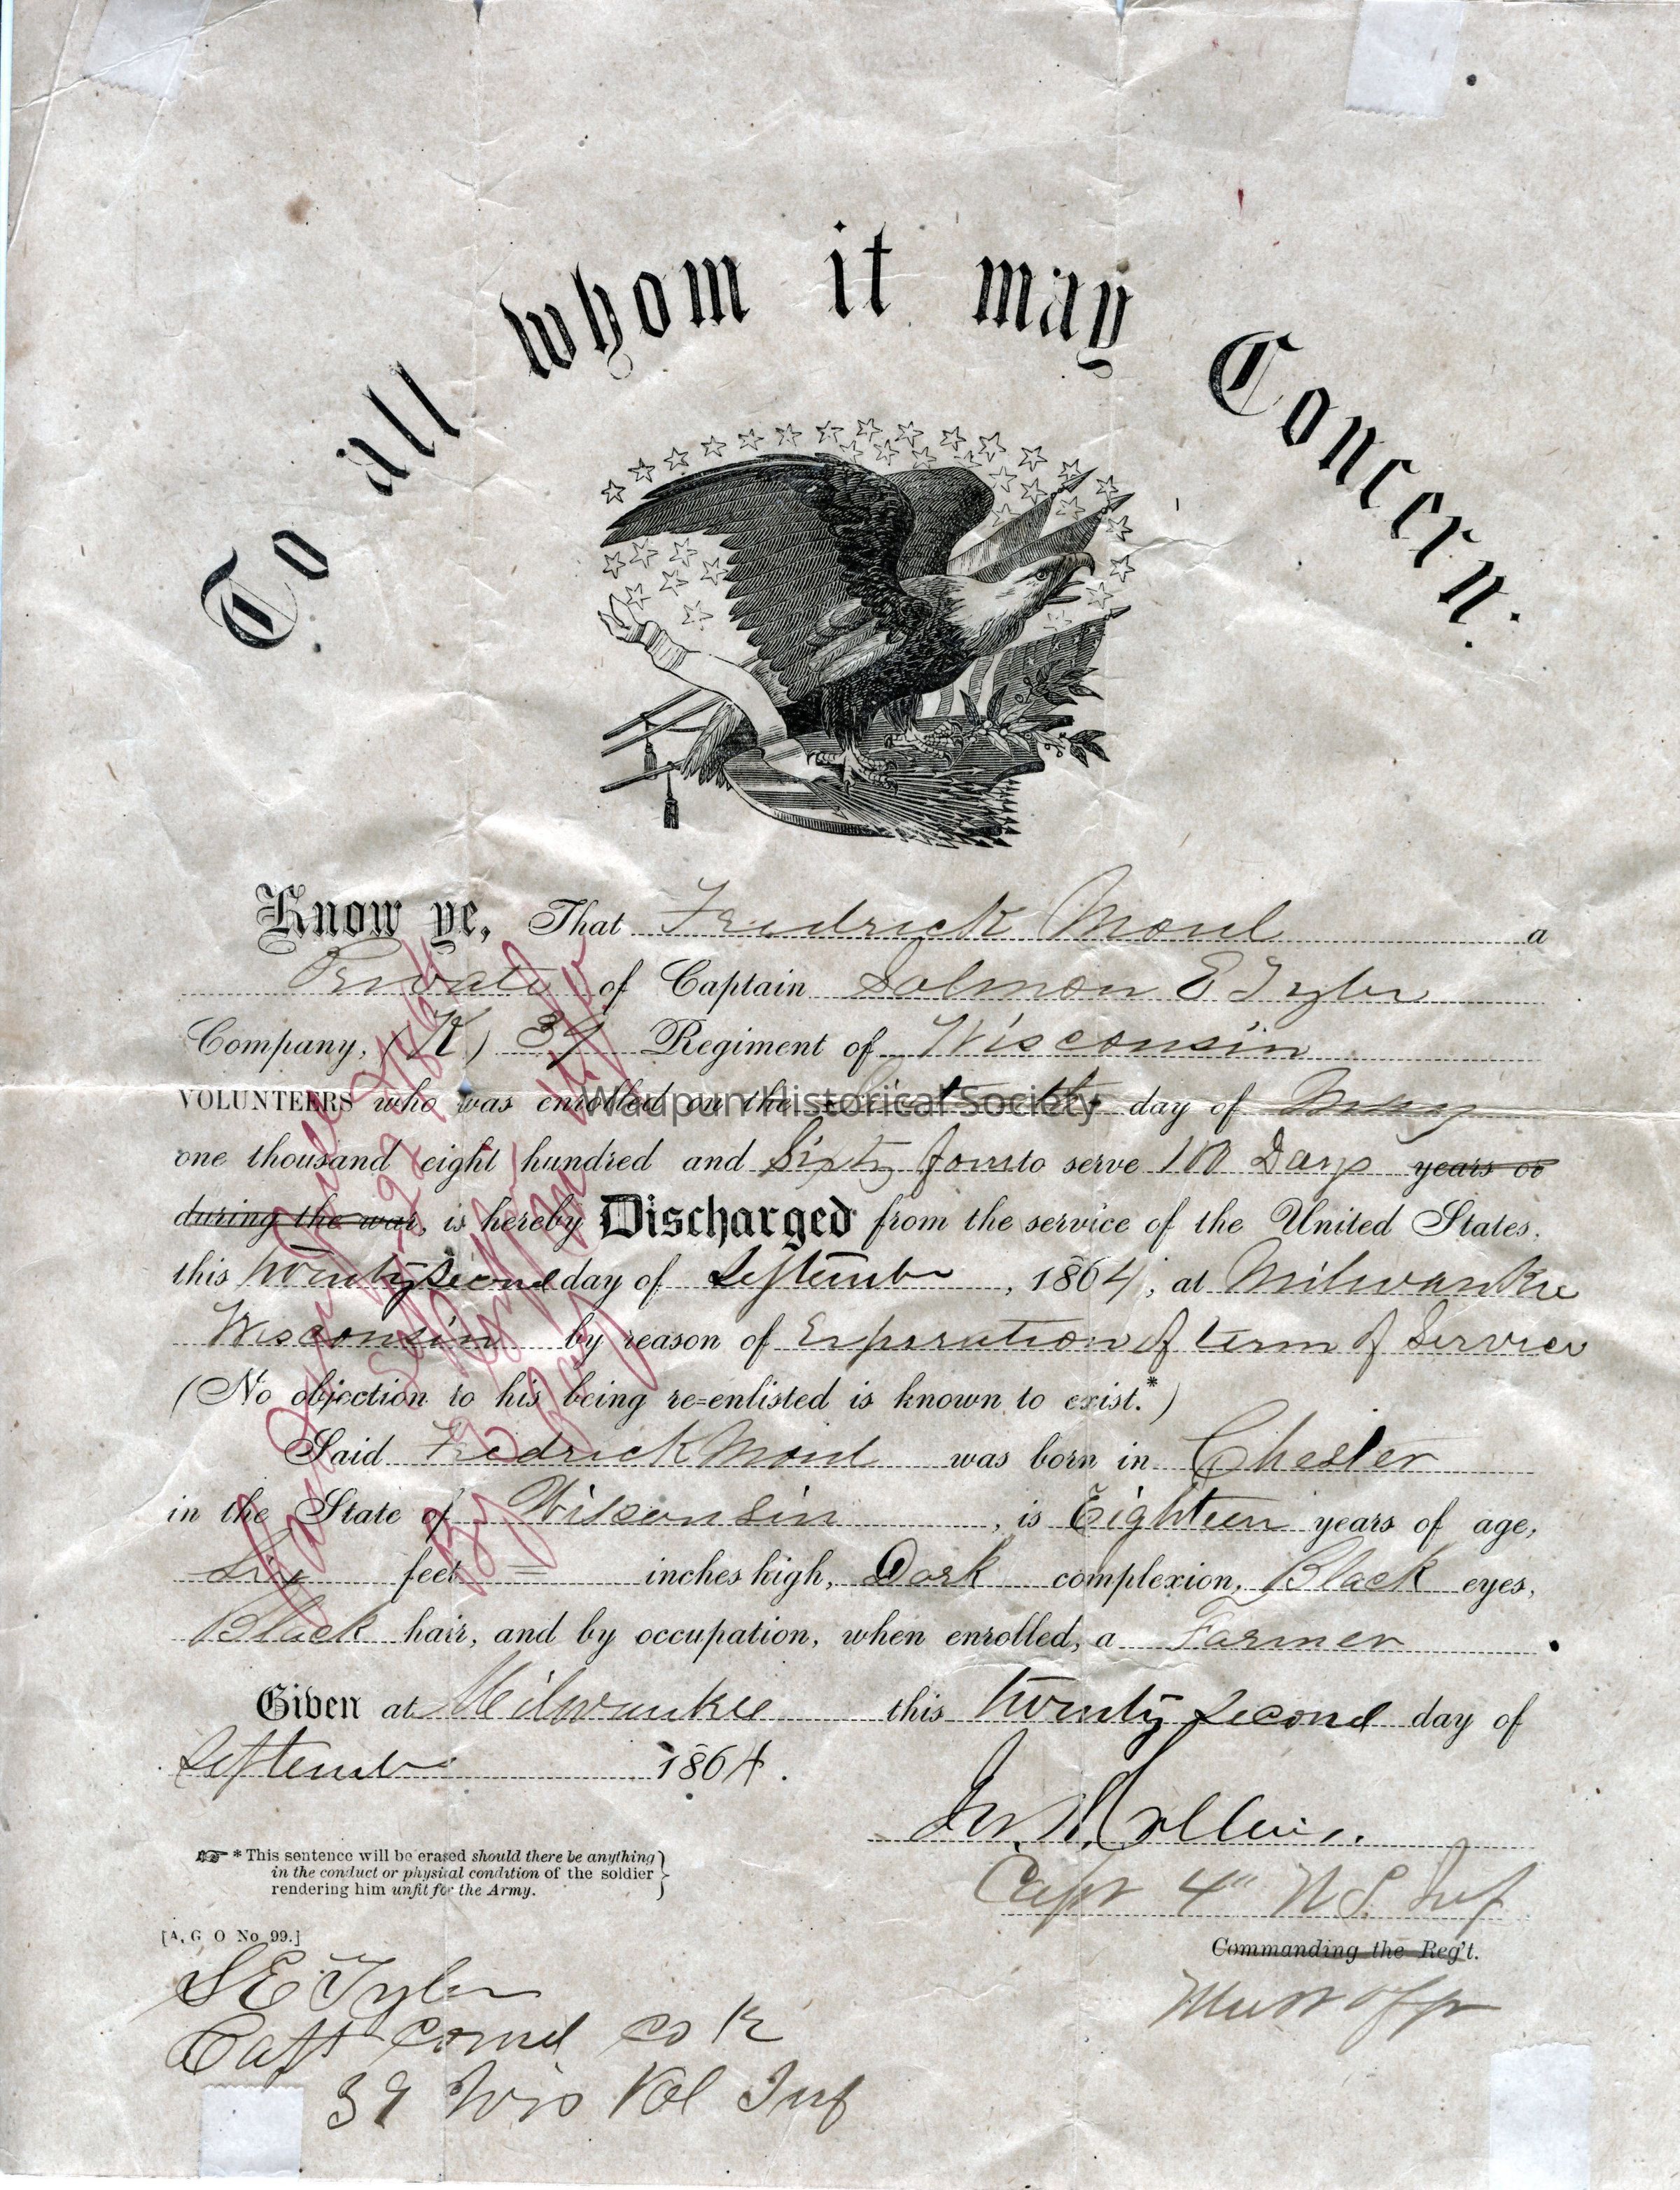 To all whom it may Concern.
Know ye, That Fredrick Moul a
Private of Captain Salmon E Tyler
Company, (K) 39 Regiment of Wisconsin
VOLUNTEERS who was enrolled on the day of
Waupun Historical Society
one thousand eight hundred and Sixty four to serve 100 Days years or
during the war, is hereby Discharged from the service of the United States,
this twenty second day of September, 1864, at Milwaukee
Wisconsin by reason of Expiration of term of Service
(No objection to his being re-enlisted is known to exist.*)
Said Fredrick Moul was born in Chester
in the State of Wisconsin, is Eighteen years of age,
Six feet = inches high, Dark complexion, Black eyes,
Black hair, and by occupation, when enrolled, a Farmer.
Given at Milwaukee this twenty second day of
September 1864.
Capt 4" U S Inf
☞ * This sentence will be erased should there be anything
in the conduct or physical condition of the soldier
rendering him unfit for the Army.
[A, G O No 99.]
Commanding the Reg't.
Must Offr
S E Tyler
Capt Comd Co K
39 Wis Vol Inf